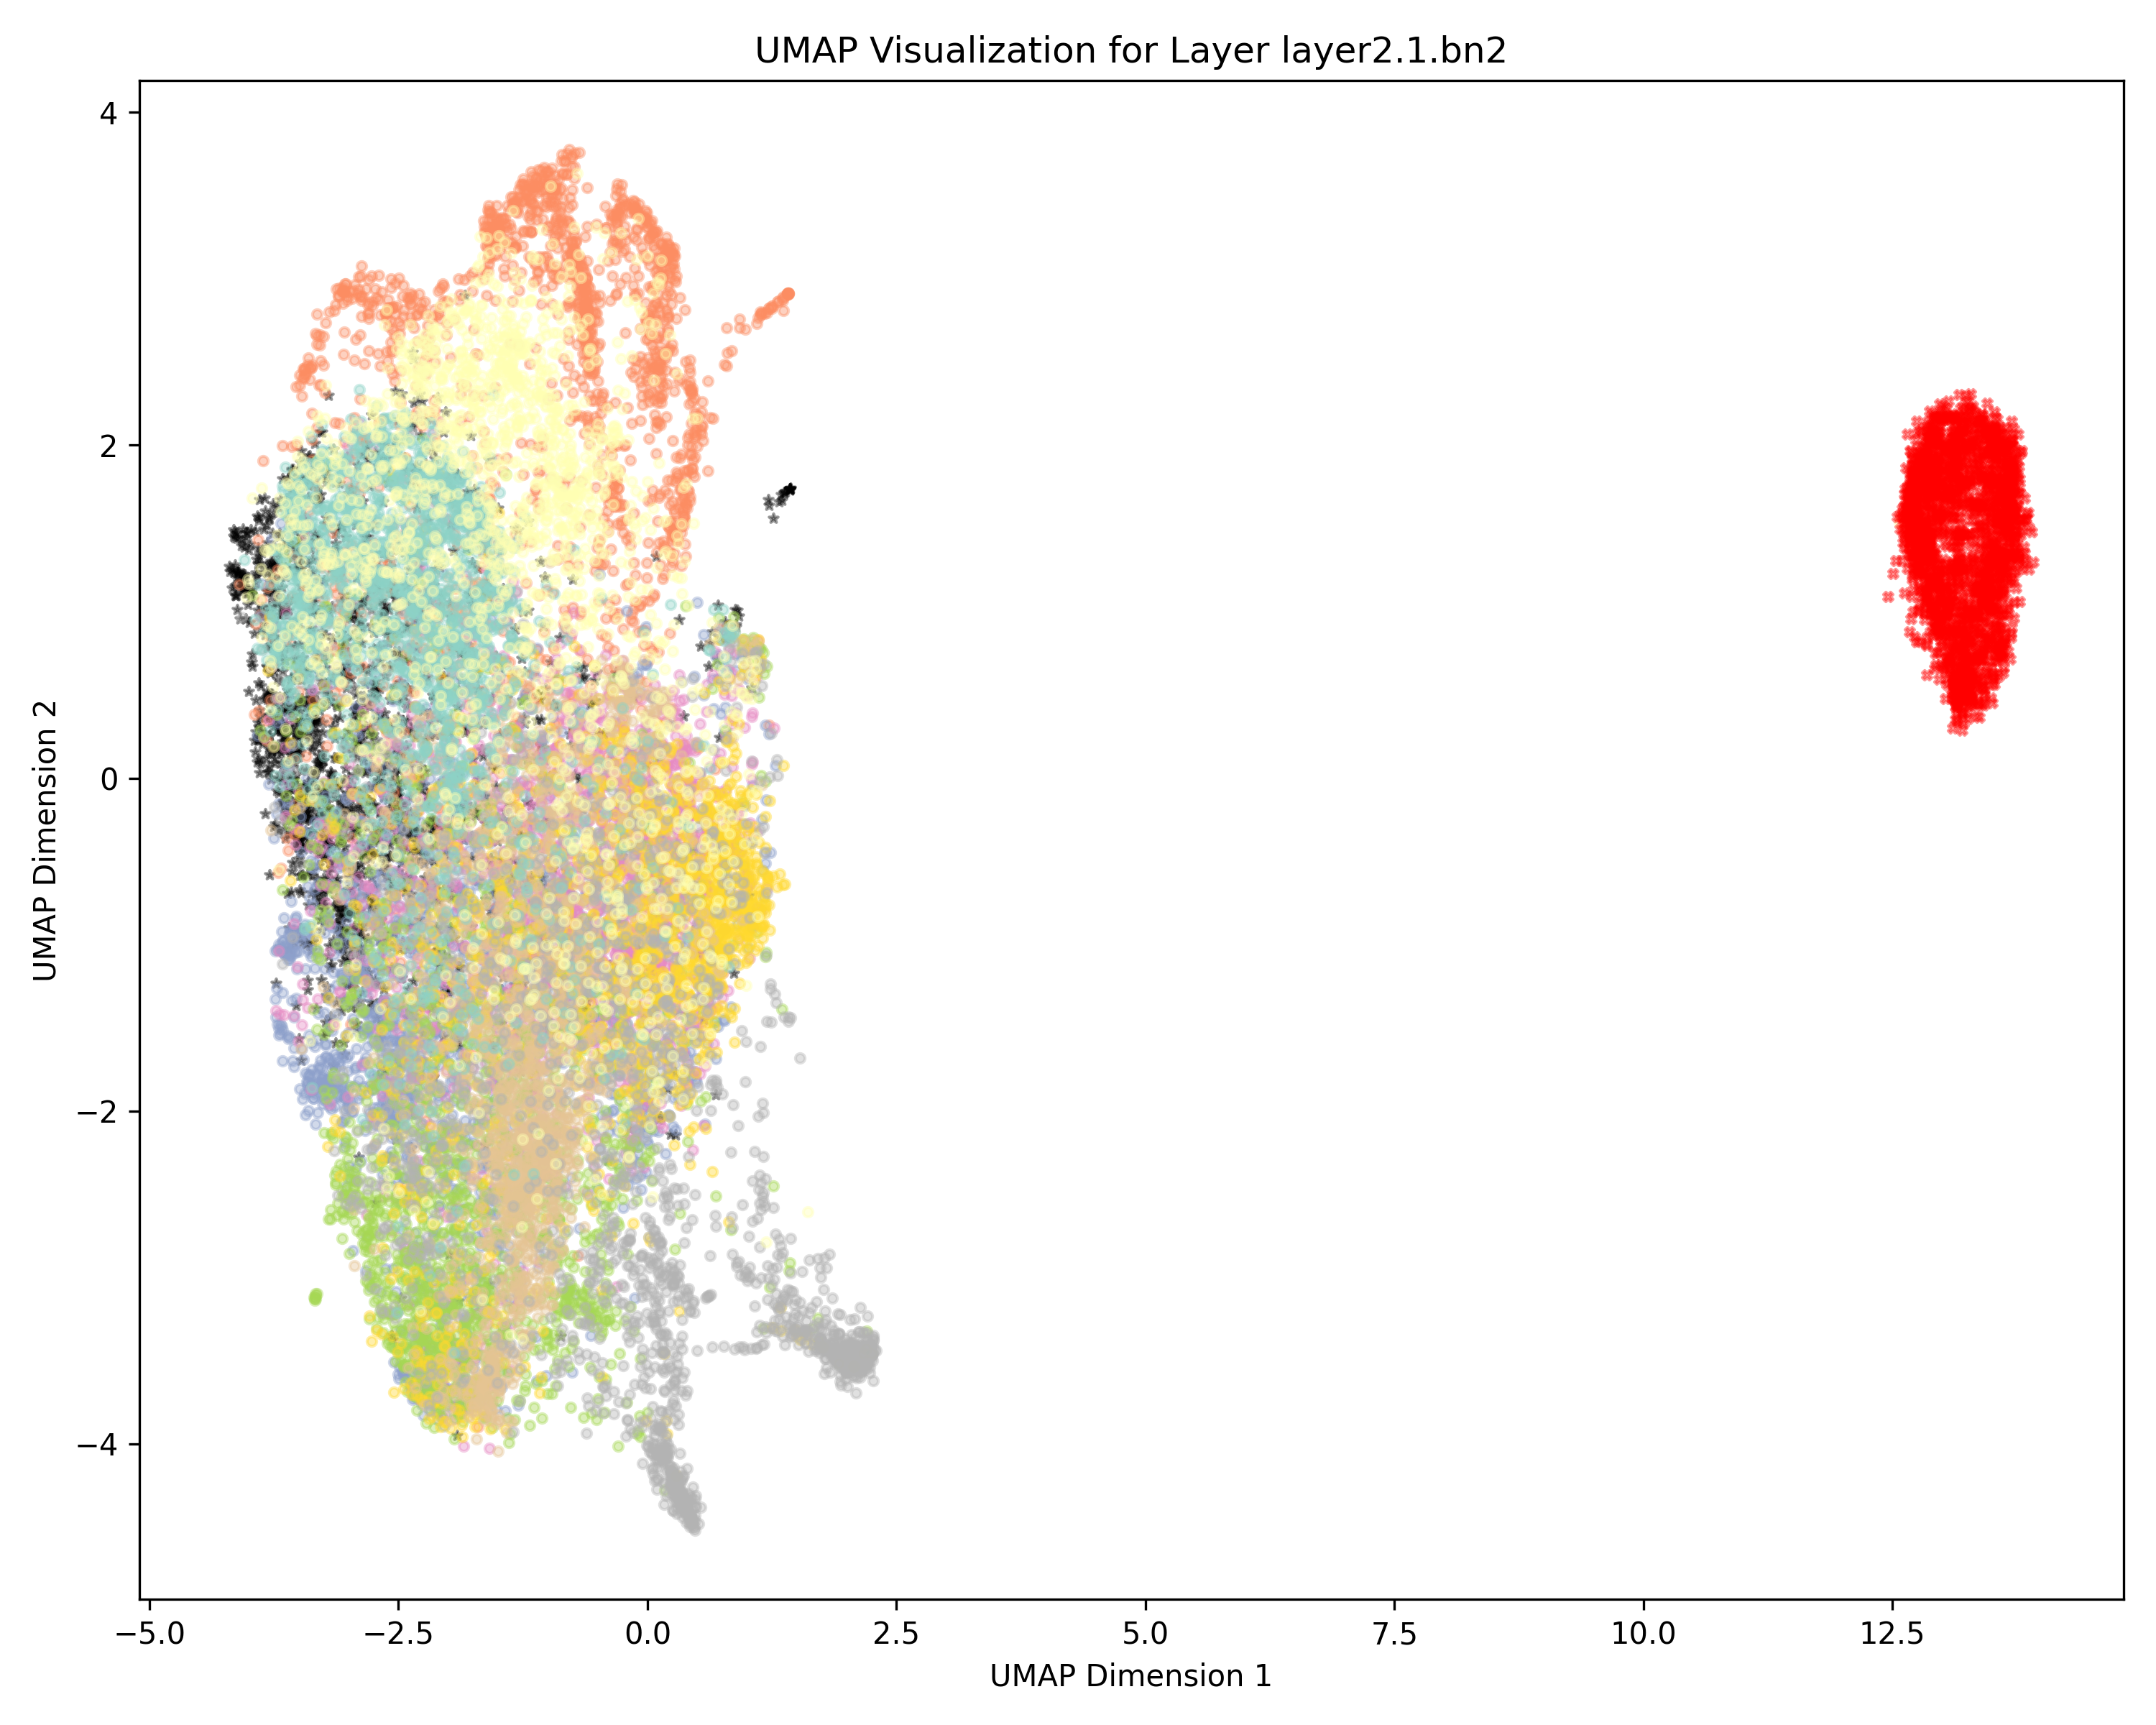 UMAP Visualization for Layer layer2.1.bn2
4
2
0
−2
−4
UMAP Dimension 2
−5.0 −2.5 0.0 2.5 5.0 7.5 10.0 12.5
UMAP Dimension 1